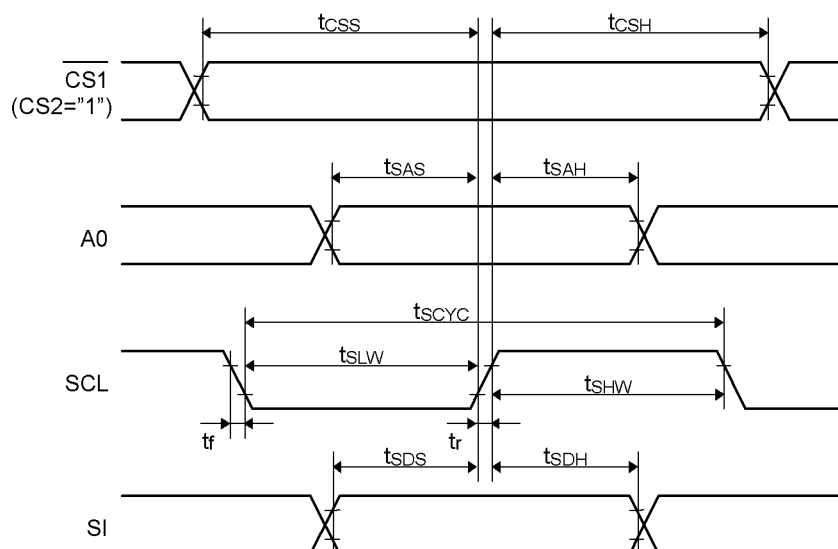 tCSS
tCSH
CS1
(CS2="1")
tSAS
tSAH
A0
tSCYC
tSLW
SCL
tSHW
tf
tr
tSDS
tSDH
SI